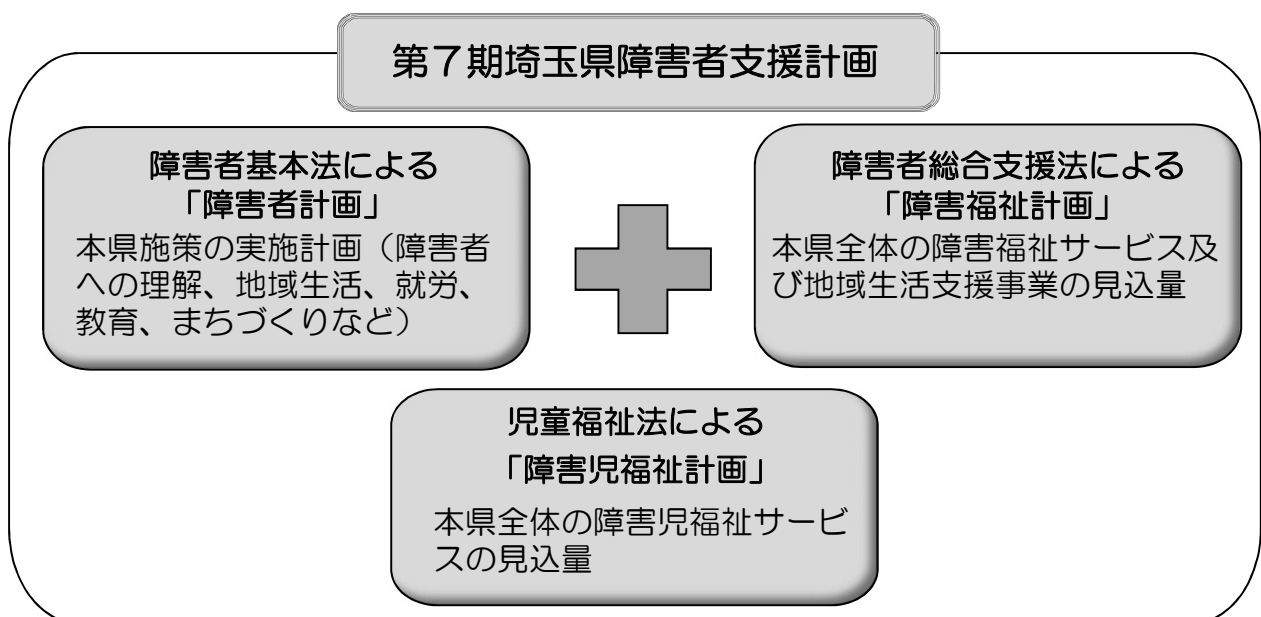 第７期埼玉県障害者支援計画
障害者基本法による
「障害者計画」
本県施策の実施計画（障害者
への理解、地域生活、就労、
教育、まちづくりなど）
障害者総合支援法による
「障害福祉計画」
本県全体の障害福祉サービス及
び地域生活支援事業の見込量
児童福祉法による
「障害児福祉計画」
本県全体の障害児福祉サービ
スの見込量